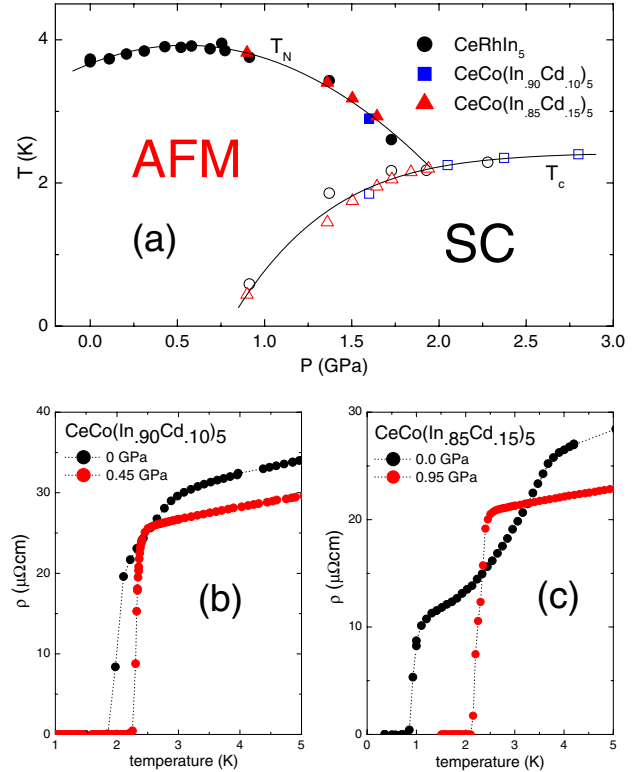 4
T_N
CeRhIn₅
CeCo(In.90Cd.10)₅
CeCo(In.85Cd.15)₅
T (K)
AFM
2
T_c
(a)
SC
0
0.0 0.5 1.0 1.5 2.0 2.5 3.0
P (GPa)
40
CeCo(In.90Cd.10)₅
0 GPa
0.45 GPa
30
20
ρ (μΩcm)
(b)
10
0
1 2 3 4 5
temperature (K)
30
CeCo(In.85Cd.15)₅
0.0 GPa
0.95 GPa
20
ρ (μΩcm)
(c)
10
0
0 1 2 3 4 5
temperature (K)